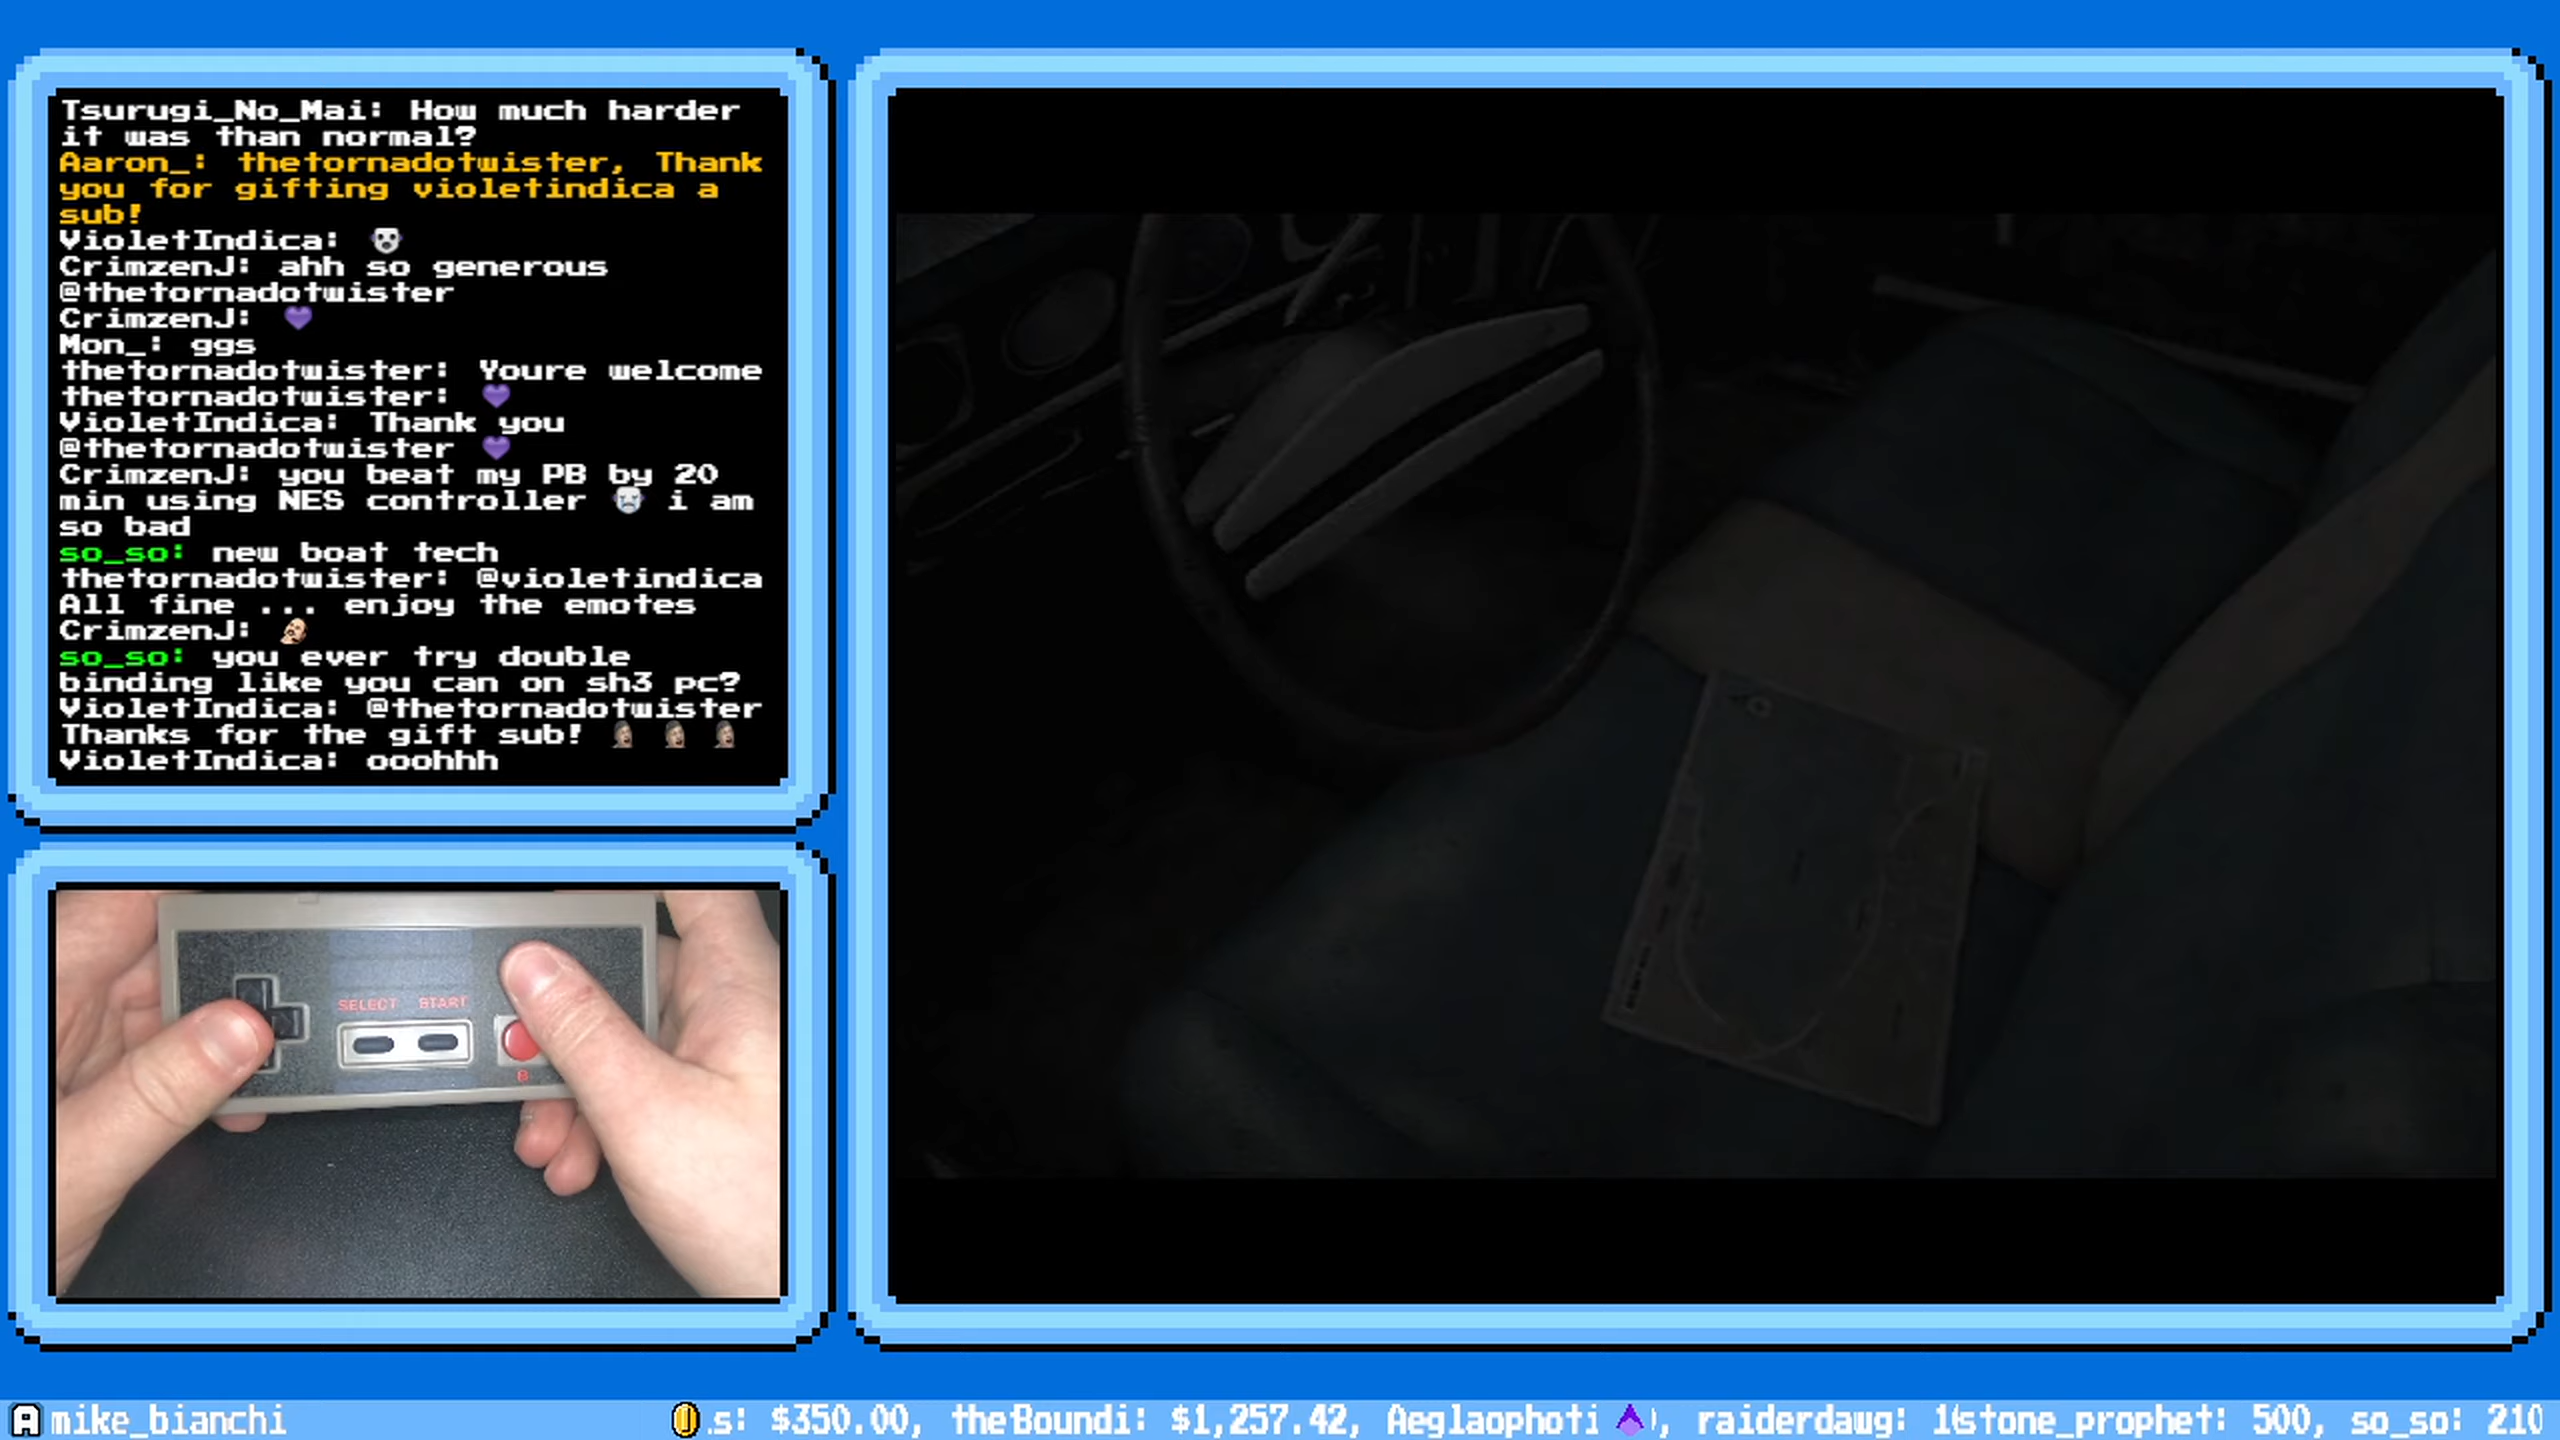 Tsurugi_No_Mai: How much harder
it was than normal?
Aaron_: thetornadotwister, Thank
you for gifting violetindica a
sub!
VioletIndica:
CrimzenJ: ahh so generous
@thetornadotwister
CrimzenJ:
Mon_: ggs
thetornadotwister: Youre welcome
thetornadotwister:
VioletIndica: Thank you
@thetornadotwister
CrimzenJ: you beat my PB by 20
min using NES controller i am
so bad
so_so: new boat tech
thetornadotwister: @violetindica
All fine ... enjoy the emotes
CrimzenJ:
so_so: you ever try double
binding like you can on sh3 pc?
VioletIndica: @thetornadotwister
Thanks for the gift sub!
VioletIndica: ooohhh
SELECT START
B
A mike_bianchi s: $350.00, theBoundi: $1,257.42, Aeglaophoti ), raiderdawg: 1 stone_prophet: 500, so_so: 210